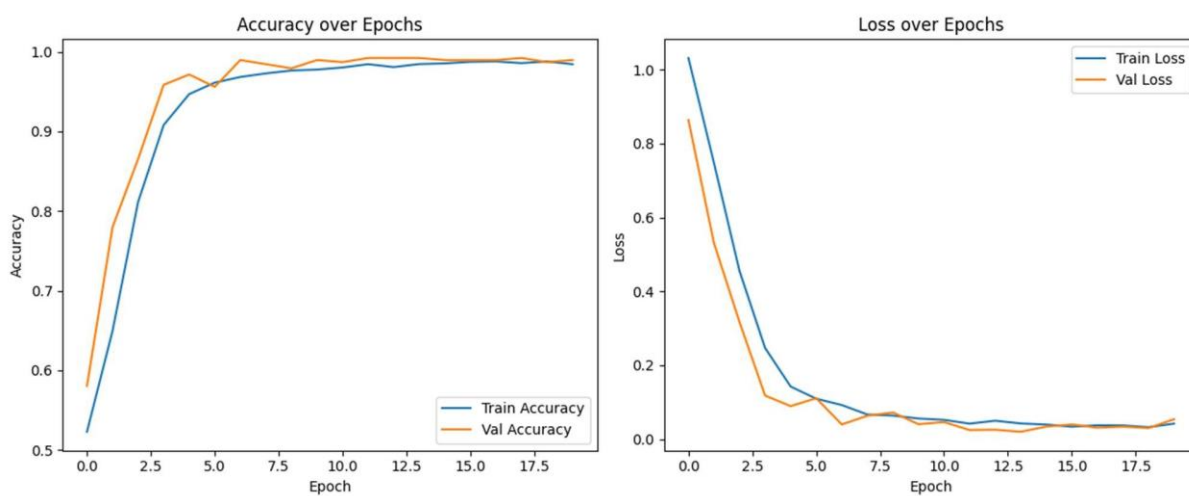 Accuracy over Epochs
1.0
0.9
0.8
0.7
0.6
0.5
Accuracy
Train Accuracy
Val Accuracy
0.0 2.5 5.0 7.5 10.0 12.5 15.0 17.5
Epoch
Loss over Epochs
Train Loss
Val Loss
1.0
0.8
0.6
0.4
0.2
0.0
Loss
0.0 2.5 5.0 7.5 10.0 12.5 15.0 17.5
Epoch